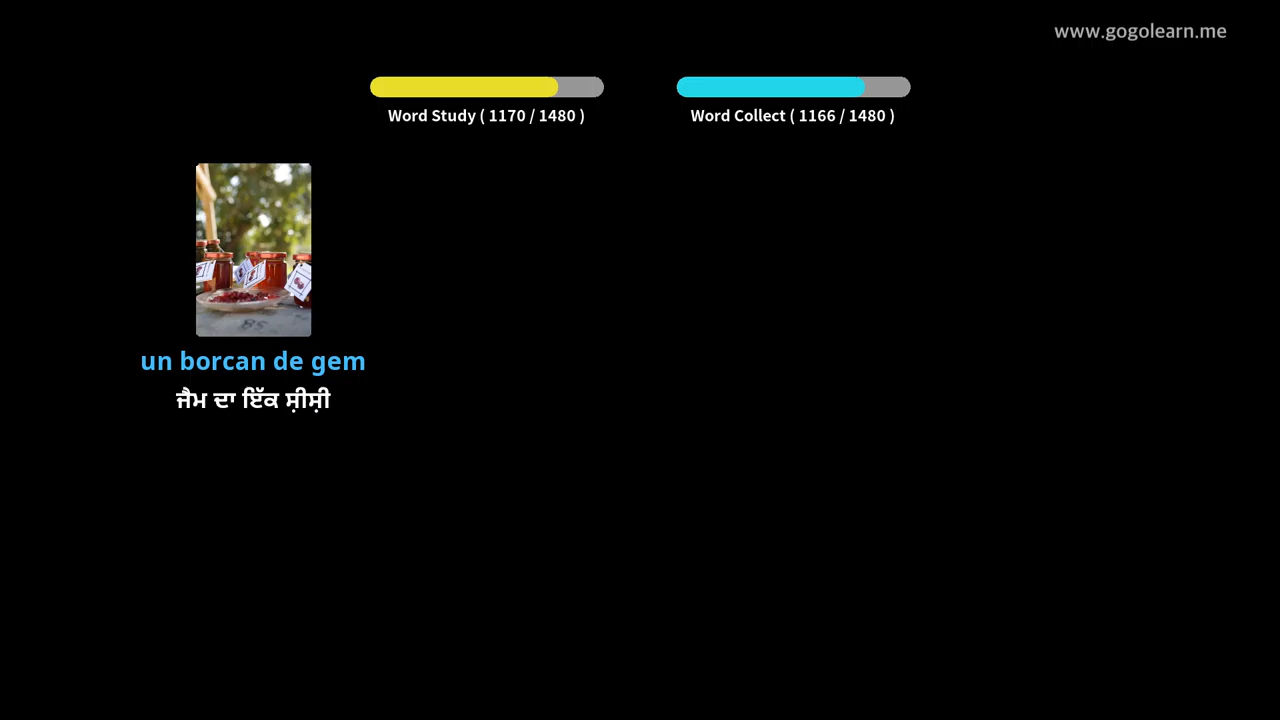 www.gogolearn.me
Word Study ( 1170 / 1480 )
Word Collect ( 1166 / 1480 )
un borcan de gem
ਜੈਮ ਦਾ ਇੱਕ ਸ਼ੀਸ਼ੀ